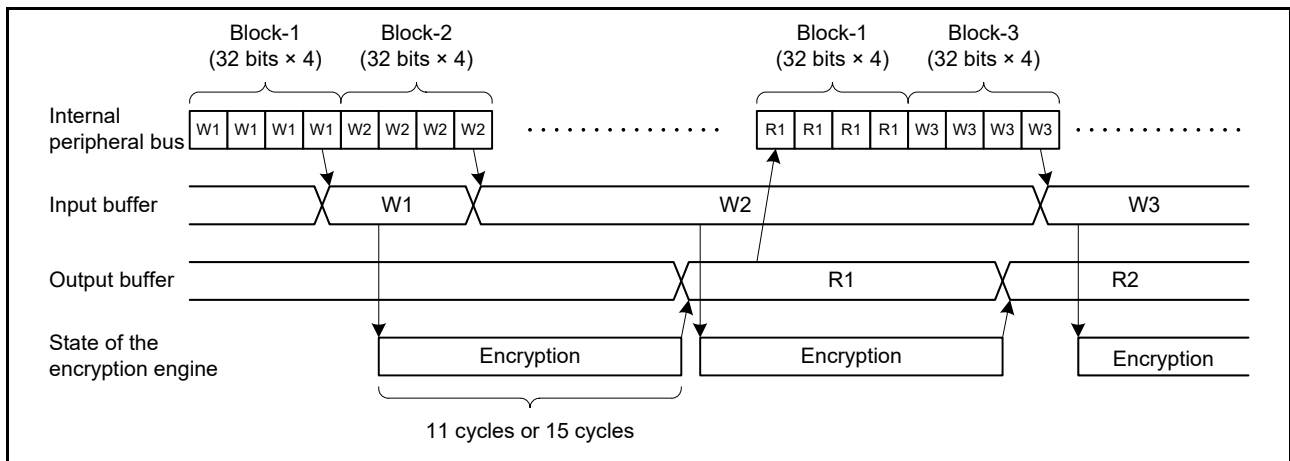 Block-1
(32 bits × 4)
Block-2
(32 bits × 4)
Block-1
(32 bits × 4)
Block-3
(32 bits × 4)
Internal
peripheral bus
W1 W1 W1 W1 W2 W2 W2 W2 R1 R1 R1 R1 W3 W3 W3 W3
Input buffer
W1 W2 W3
Output buffer
R1 R2
State of the
encryption engine
Encryption Encryption Encryption
11 cycles or 15 cycles